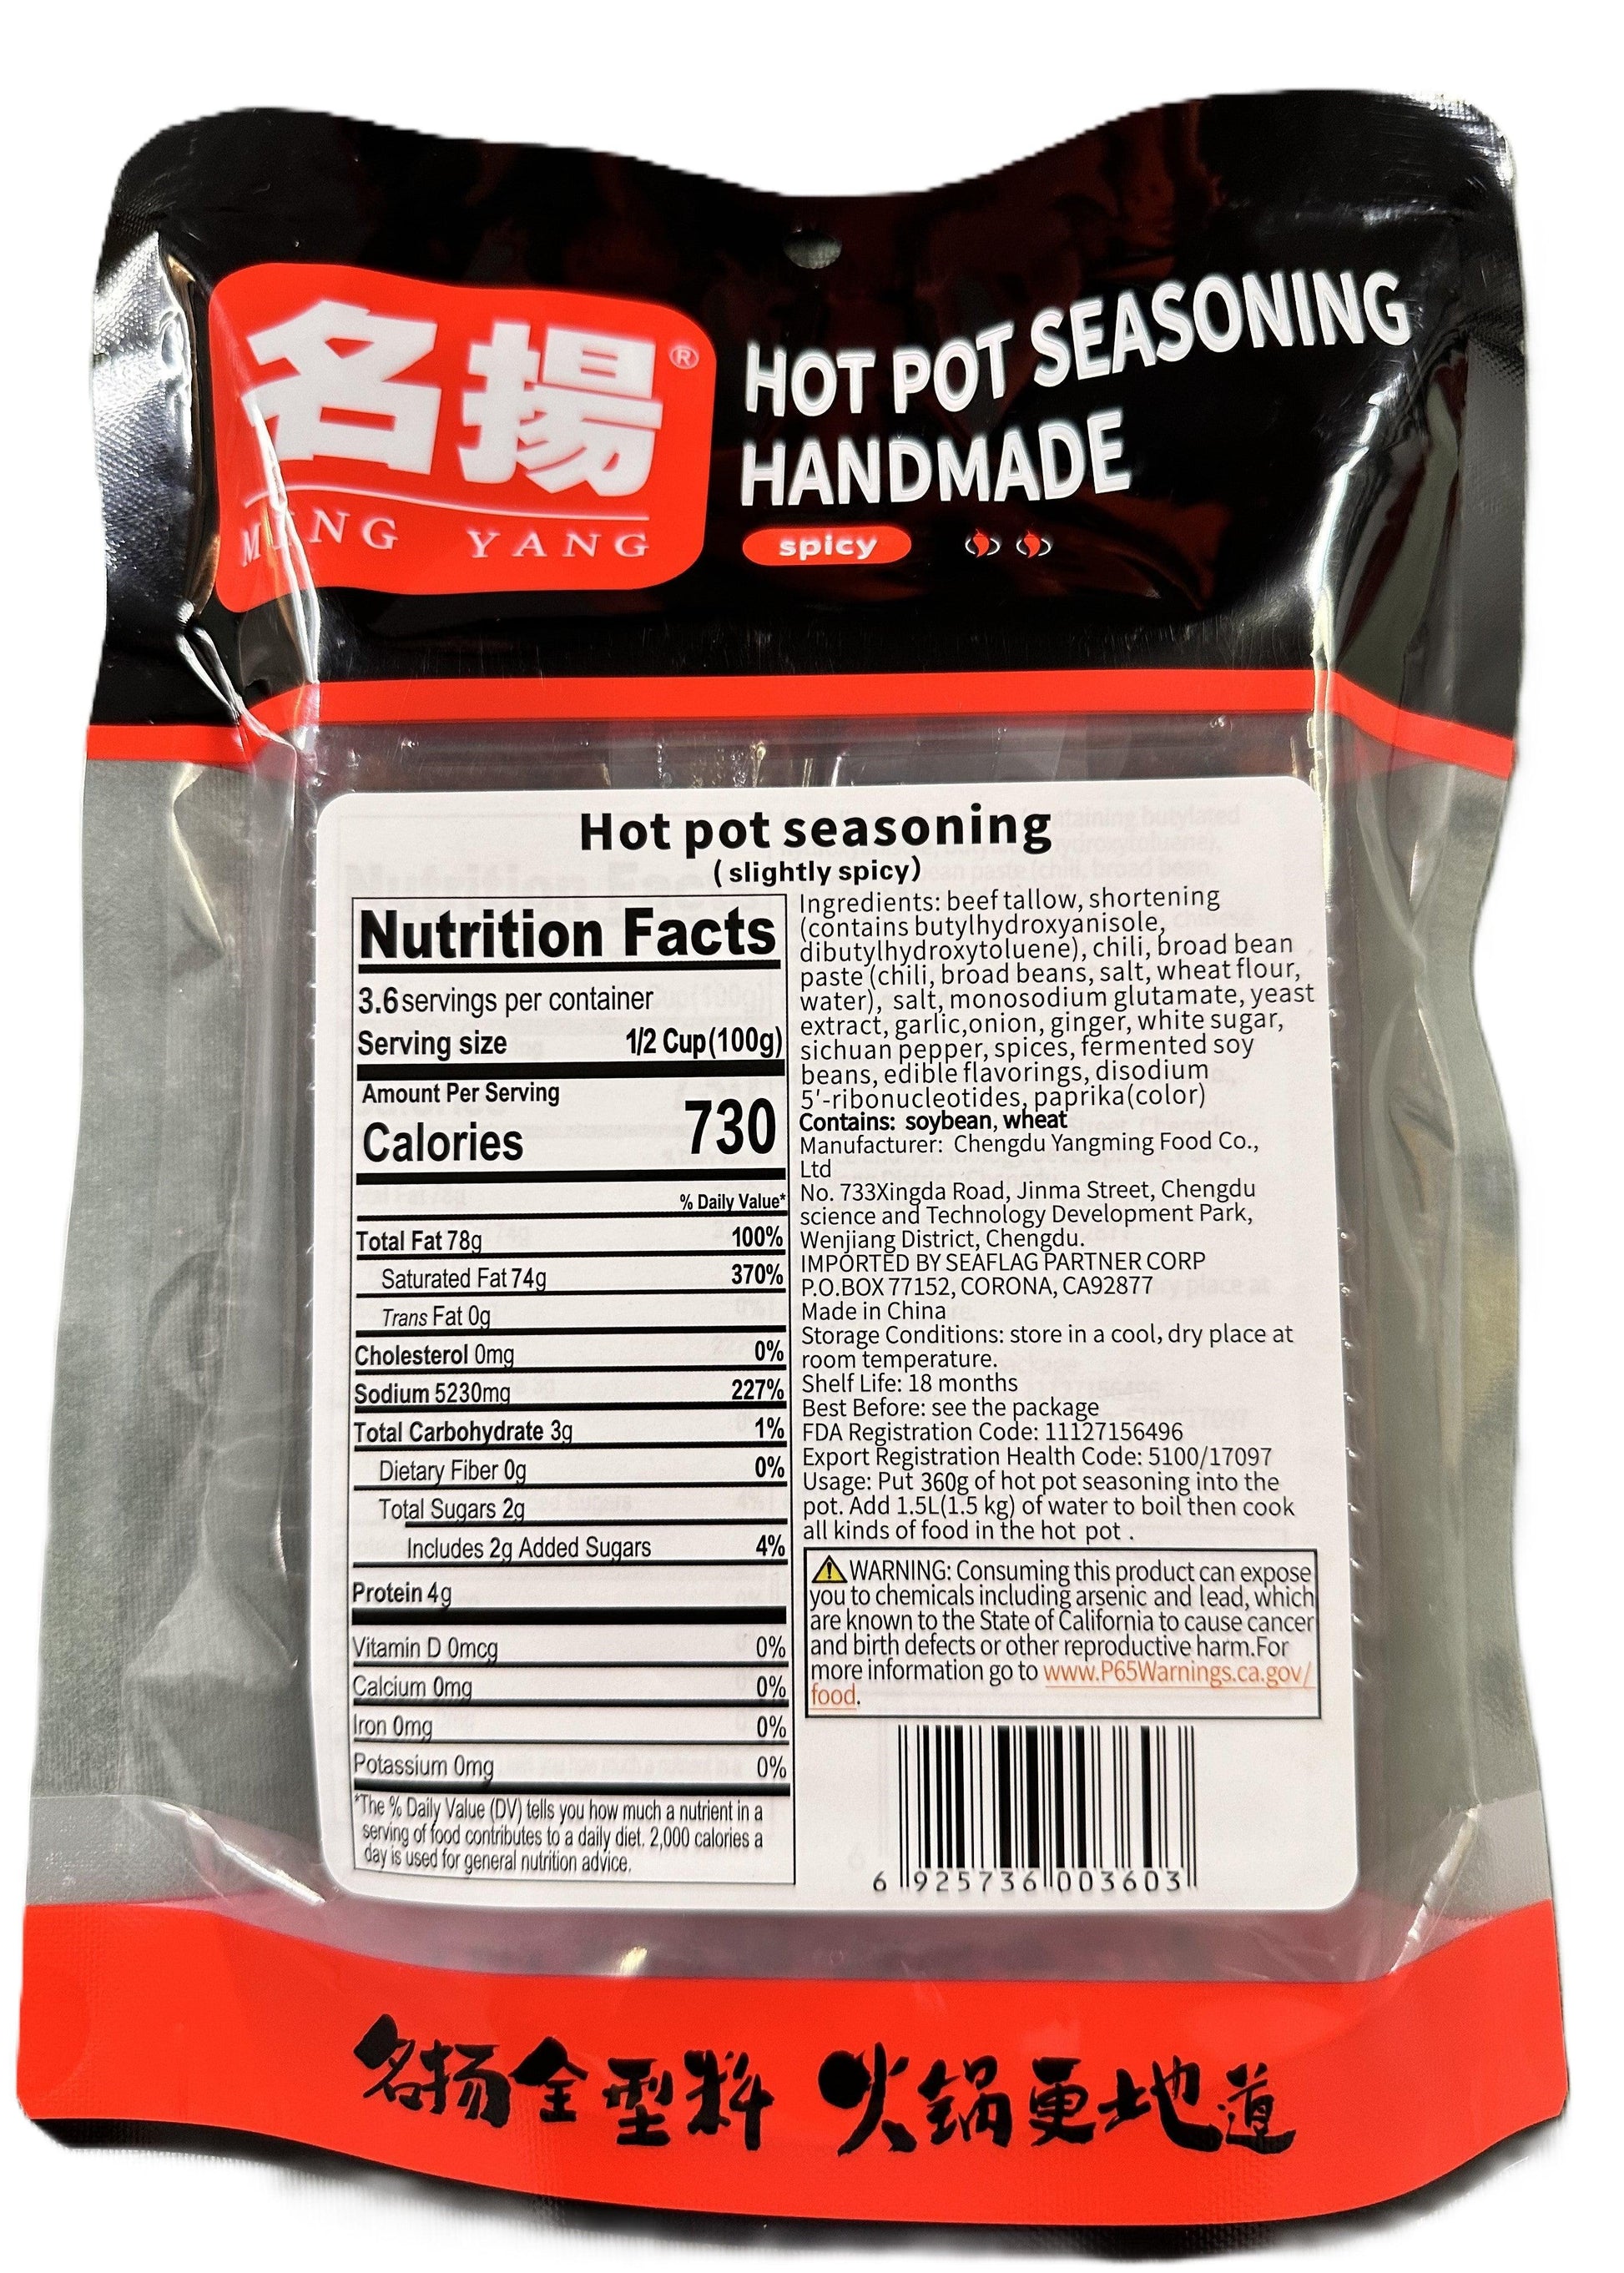 名揚®
MING YANG
HOT POT SEASONING
HANDMADE
spicy
Hot pot seasoning
(slightly spicy)
Nutrition Facts
3.6 servings per container
Serving size 1/2 Cup(100g)
Amount Per Serving
Calories 730
% Daily Value*
Total Fat 78g 100%
Saturated Fat 74g 370%
Trans Fat 0g
Cholesterol 0mg 0%
Sodium 5230mg 227%
Total Carbohydrate 3g 1%
Dietary Fiber 0g 0%
Total Sugars 2g
Includes 2g Added Sugars 4%
Protein 4g
Vitamin D 0mcg 0%
Calcium 0mg 0%
Iron 0mg 0%
Potassium 0mg 0%
*The % Daily Value (DV) tells you how much a nutrient in a
serving of food contributes to a daily diet. 2,000 calories a
day is used for general nutrition advice.
Ingredients: beef tallow, shortening
(contains butylhydroxyanisole,
dibutylhydroxytoluene), chili, broad bean
paste (chili, broad beans, salt, wheat flour,
water), salt, monosodium glutamate, yeast
extract, garlic,onion, ginger, white sugar,
sichuan pepper, spices, fermented soy
beans, edible flavorings, disodium
5'-ribonucleotides, paprika(color)
Contains: soybean, wheat
Manufacturer: Chengdu Yangming Food Co.,
Ltd
No. 733Xingda Road, Jinma Street, Chengdu
science and Technology Development Park,
Wenjiang District, Chengdu.
IMPORTED BY SEAFLAG PARTNER CORP
P.O.BOX 77152, CORONA, CA92877
Made in China
Storage Conditions: store in a cool, dry place at
room temperature.
Shelf Life: 18 months
Best Before: see the package
FDA Registration Code: 11127156496
Export Registration Health Code: 5100/17097
Usage: Put 360g of hot pot seasoning into the
pot. Add 1.5L(1.5 kg) of water to boil then cook
all kinds of food in the hot pot .
WARNING: Consuming this product can expose
you to chemicals including arsenic and lead, which
are known to the State of California to cause cancer
and birth defects or other reproductive harm.For
more information go to www.P65Warnings.ca.gov/
food.
6 925736 003603
名扬全型料 火锅更地道